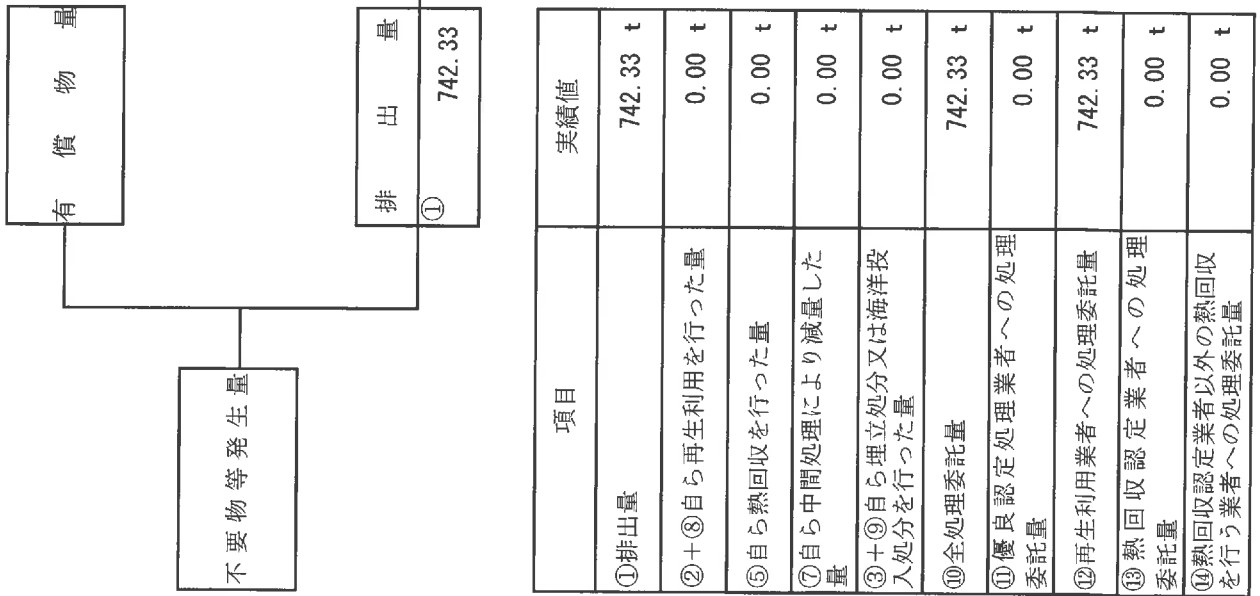 不要物等発生量
有償物量
排出量
① 742.33
項目 実績値
①排出量 742.33 t
②+⑧自ら再生利用を行った量 0.00 t
⑤自ら熱回収を行った量 0.00 t
⑦自ら中間処理により減量した
量 0.00 t
③+⑨自ら埋立処分又は海洋投
入処分を行った量 0.00 t
⑩全処理委託量 742.33 t
⑪優良認定処理業者への処理
委託量 0.00 t
⑫再生利用業者への処理委託量 742.33 t
⑬熱回収認定業者への処理
委託量 0.00 t
⑭熱回収認定業者以外の熱回収
を行う業者への処理委託量 0.00 t